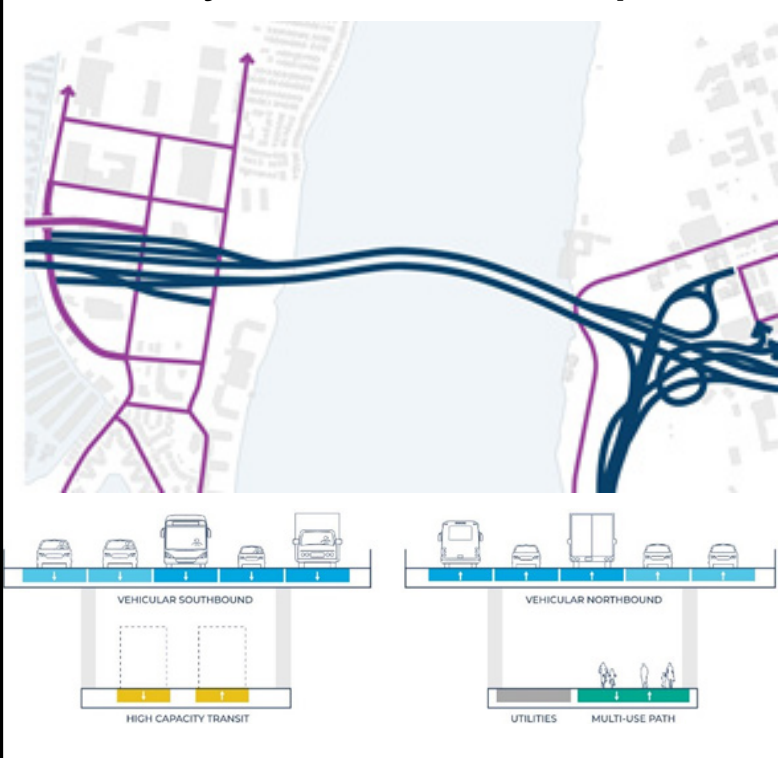 VEHICULAR SOUTHBOUND
VEHICULAR NORTHBOUND
HIGH CAPACITY TRANSIT
UTILITIES
MULTI-USE PATH